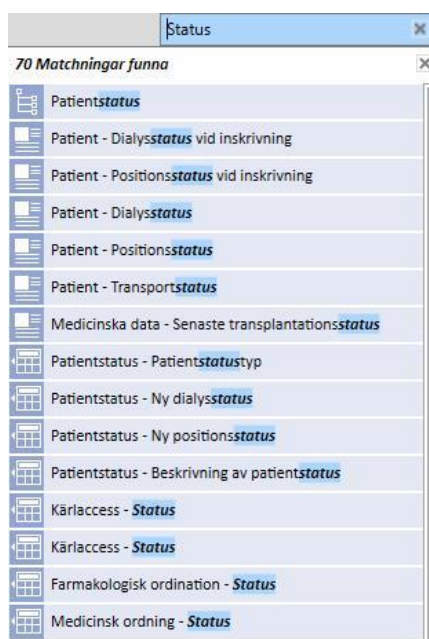 Status
70 Matchningar funna
Patientstatus
Patient - Dialysstatus vid inskrivning
Patient - Positionsstatus vid inskrivning
Patient - Dialysstatus
Patient - Positionsstatus
Patient - Transportstatus
Medicinska data - Senaste transplantationsstatus
Patientstatus - Patientstatustyp
Patientstatus - Ny dialysstatus
Patientstatus - Ny positionsstatus
Patientstatus - Beskrivning av patientstatus
Kärlaccess - Status
Kärlaccess - Status
Farmakologisk ordination - Status
Medicinsk ordning - Status